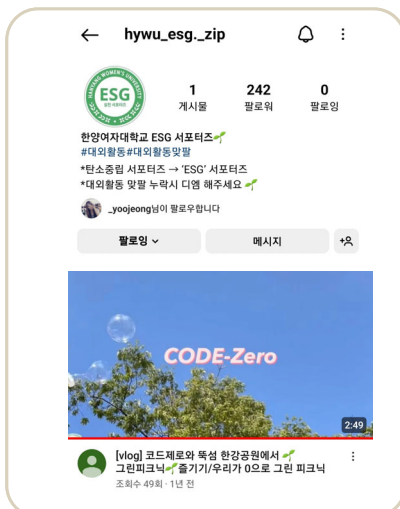 hywu_esg._zip
HANYANG WOMEN'S UNIVERSITY
ESG
1
242
0
게시물
팔로워
팔로잉
한양여자대학교 ESG 서포터즈🌱
#대외활동#대외활동맞팔
*탄소중립 서포터즈 → 'ESG' 서포터즈
*대외활동 맞팔 누락시 디엠 해주세요 🌱
_yoojeong님이 팔로우합니다
팔로잉
메시지
CODE-Zero
2:49
[vlog] 코드제로와 뚝섬 한강공원에서 🌱
그린피크닉🌱즐기기/우리가 0으로 그린 피크닉
조회수 49회 · 1년 전